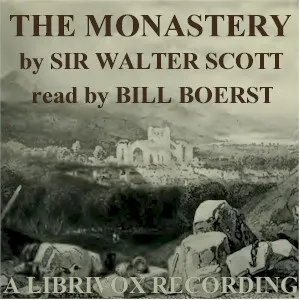 THE MONASTERY
by SIR WALTER SCOTT
read by BILL BOERST
A LIBRIVOX RECORDING